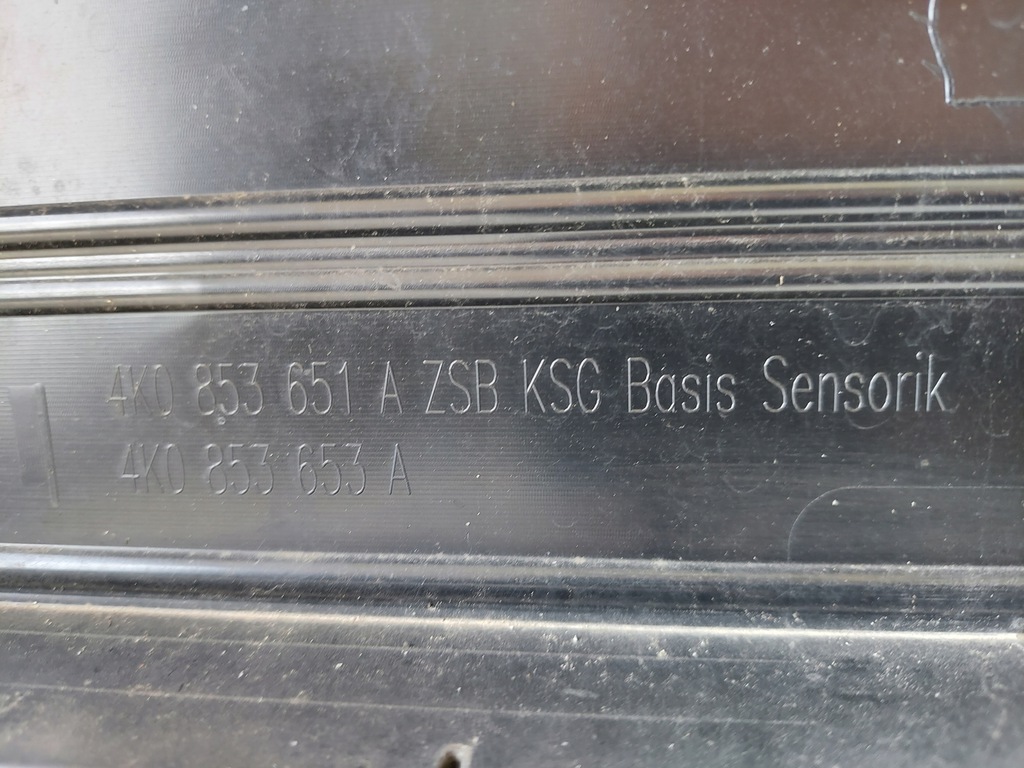 4K0 853 651 A ZSB KSG Basis Sensorik
4K0 853 653 A